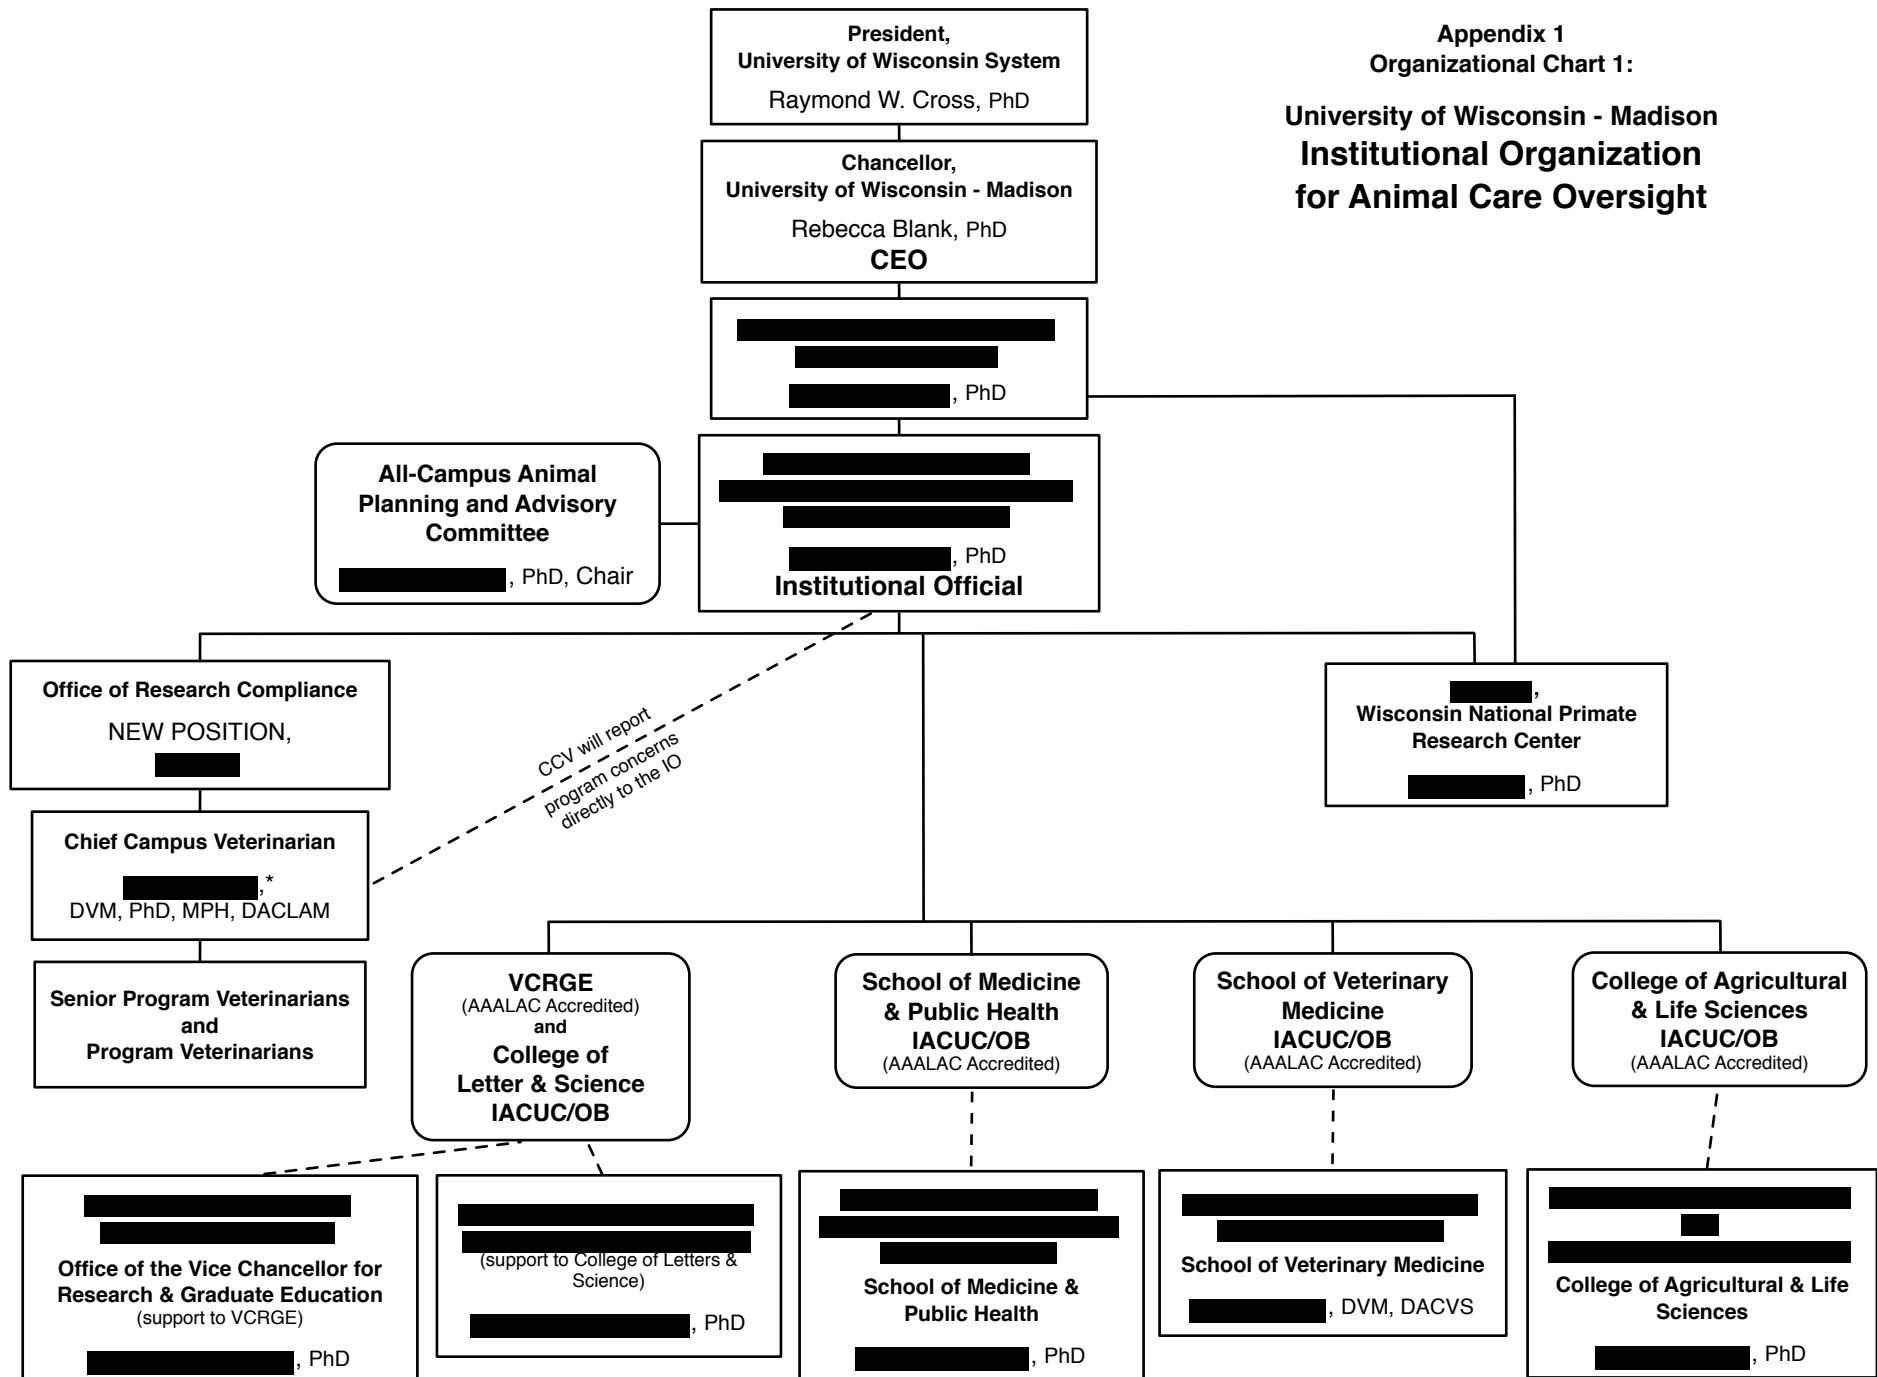 President,
University of Wisconsin System
Raymond W. Cross, PhD
Appendix 1
Organizational Chart 1:
University of Wisconsin - Madison
Institutional Organization
for Animal Care Oversight
Chancellor,
University of Wisconsin - Madison
Rebecca Blank, PhD
CEO
, PhD
All-Campus Animal
Planning and Advisory
Committee
, PhD, Chair
, PhD
Institutional Official
Office of Research Compliance
NEW POSITION,
CCV will report
program concerns
directly to the IO
,
Wisconsin National Primate
Research Center
, PhD
Chief Campus Veterinarian
,*
DVM, PhD, MPH, DACLAM
Senior Program Veterinarians
and
Program Veterinarians
VCRGE
(AAALAC Accredited)
and
College of
Letter & Science
IACUC/OB
School of Medicine
& Public Health
IACUC/OB
(AAALAC Accredited)
School of Veterinary
Medicine
IACUC/OB
(AAALAC Accredited)
College of Agricultural
& Life Sciences
IACUC/OB
(AAALAC Accredited)
Office of the Vice Chancellor for
Research & Graduate Education
(support to VCRGE)
, PhD
(support to College of Letters &
Science)
, PhD
School of Medicine &
Public Health
, PhD
School of Veterinary Medicine
, DVM, DACVS
College of Agricultural & Life
Sciences
, PhD